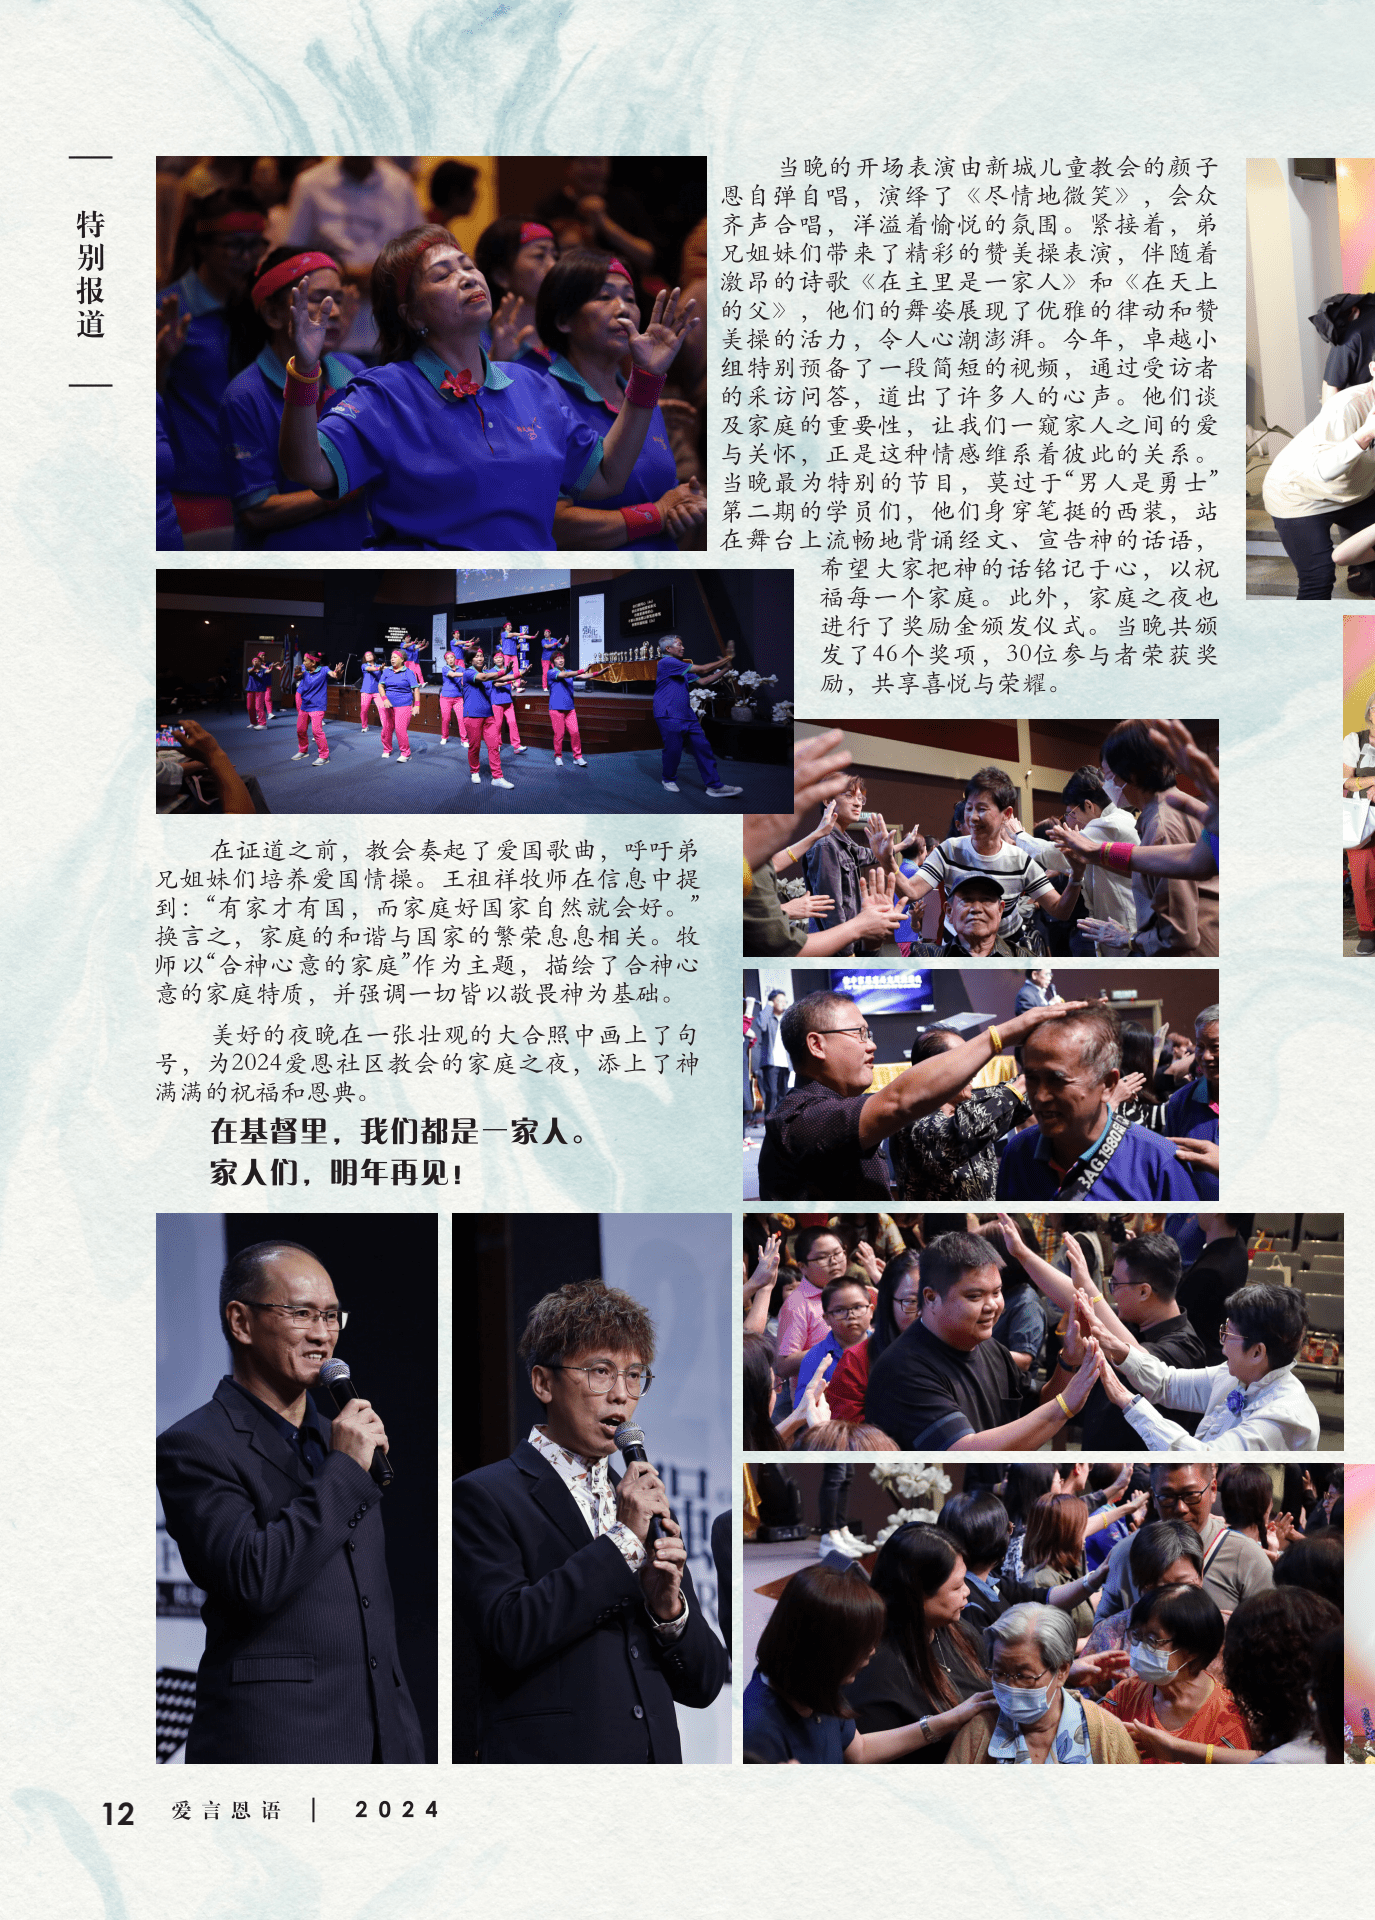 特别报道
当晚的开场表演由新城儿童教会的颜子
恩自弹自唱，演绎了《尽情地微笑》，会众
齐声合唱，洋溢着愉悦的氛围。紧接着，弟
兄姐妹们带来了精彩的赞美操表演，伴随着
激昂的诗歌《在主里是一家人》和《在天上
的父》，他们的舞姿展现了优雅的律动和赞
美操的活力，令人心潮澎湃。今年，卓越小
组特别预备了一段简短的视频，通过受访者
的采访问答，道出了许多人的心声。他们谈
及家庭的重要性，让我们一窥家人之间的爱
与关怀，正是这种情感维系着彼此的关系。
当晚最为特别的节目，莫过于“男人是勇士”
第二期的学员们，他们身穿笔挺的西装，站
在舞台上流畅地背诵经文、宣告神的话语，
希望大家把神的话铭记于心，以祝
福每一个家庭。此外，家庭之夜也
进行了奖励金颁发仪式。当晚共颁
发了46个奖项，30位参与者荣获奖
励，共享喜悦与荣耀。
在证道之前，教会奏起了爱国歌曲，呼吁弟
兄姐妹们培养爱国情操。王祖祥牧师在信息中提
到：“有家才有国，而家庭好国家自然就会好。”
换言之，家庭的和谐与国家的繁荣息息相关。牧
师以“合神心意的家庭”作为主题，描绘了合神心
意的家庭特质，并强调一切皆以敬畏神为基础。
美好的夜晚在一张壮观的大合照中画上了句
号，为2024爱恩社区教会的家庭之夜，添上了神
满满的祝福和恩典。
在基督里，我们都是一家人。
家人们，明年再见！
3.A.G.1980
12 爱言恩语 | 2024